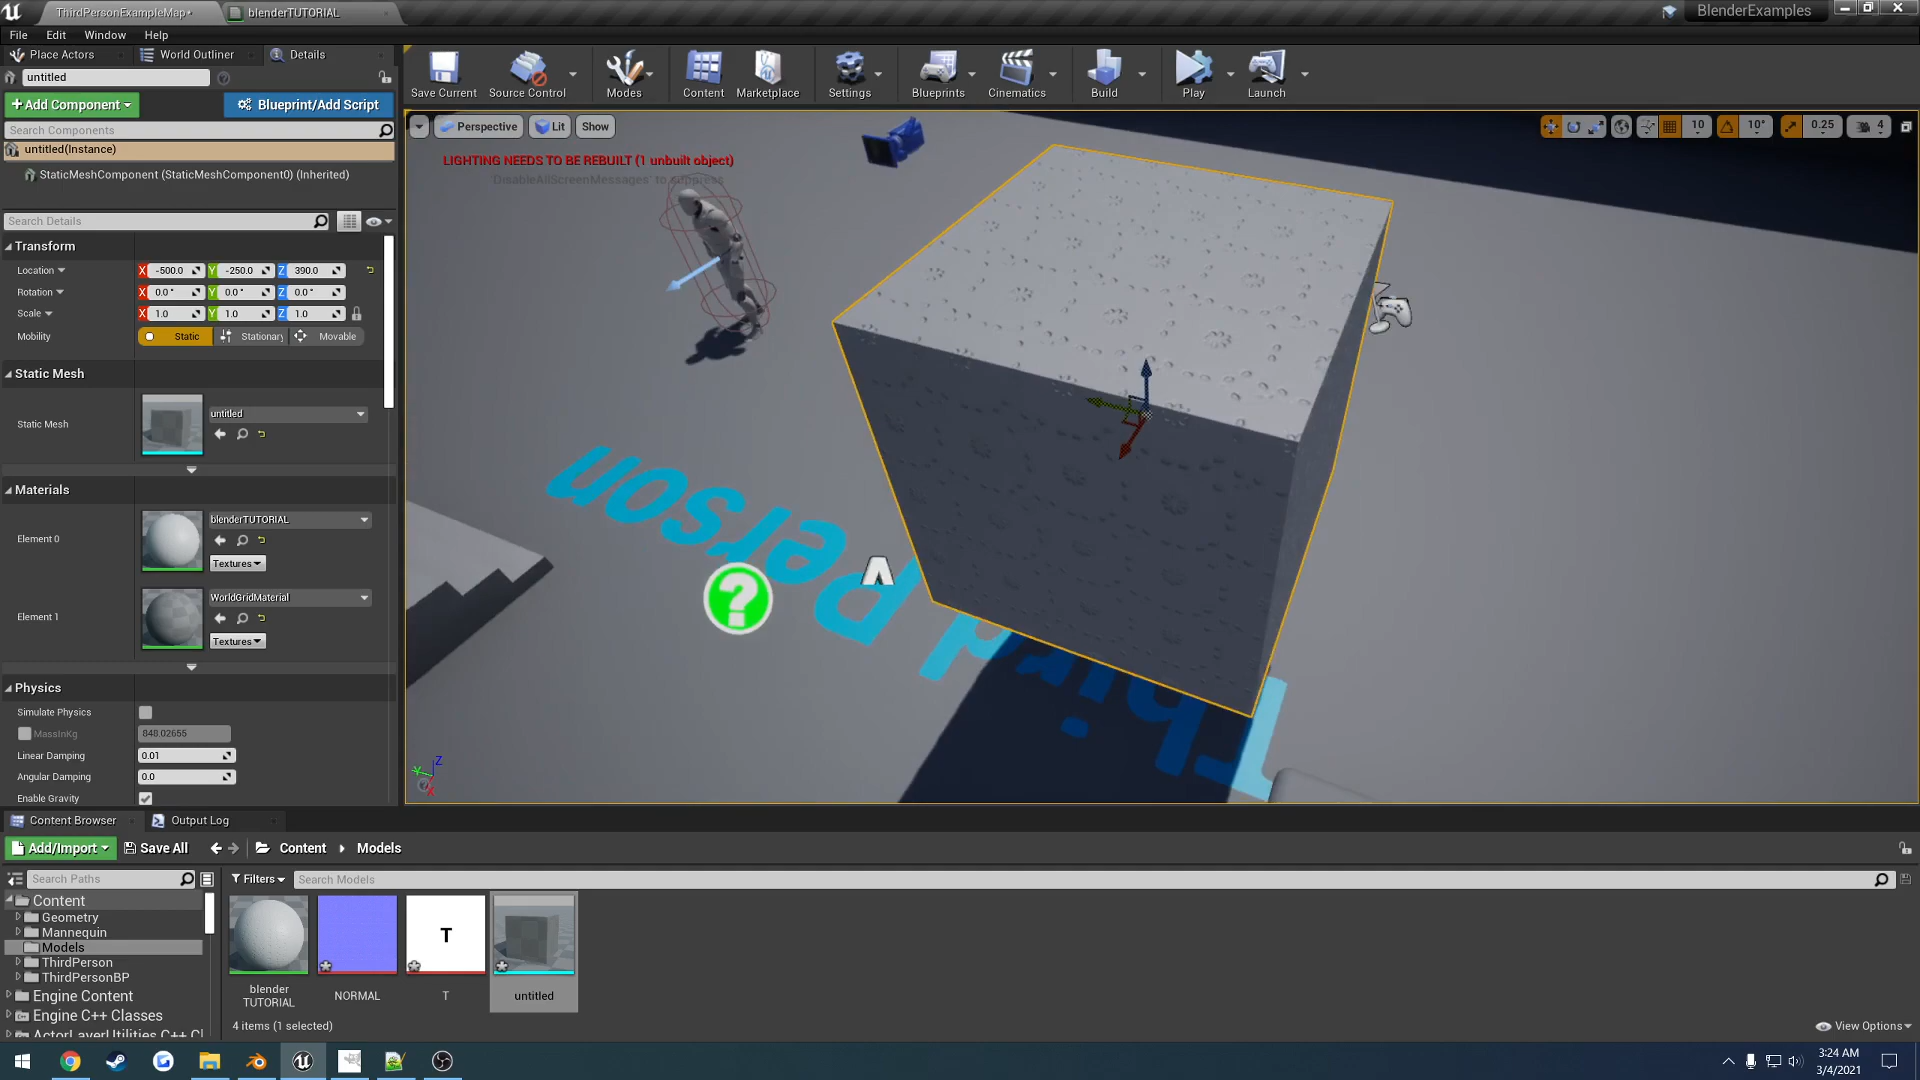 ThirdPersonExampleMap*
blenderTUTORIAL
BlenderExamples
File Edit Window Help
Place Actors
World Outliner
Details
untitled
Add Component
Blueprint/Add Script
Search Components
untitled(Instance)
StaticMeshComponent (StaticMeshComponent0) (Inherited)
Search Details
Transform
Location X -500.0 Y -250.0 Z 390.0
Rotation X 0.0° Y 0.0° Z 0.0°
Scale X 1.0 Y 1.0 Z 1.0
Mobility Static Stationary Movable
Static Mesh
Static Mesh untitled
Materials
Element 0 blenderTUTORIAL
Textures
Element 1 WorldGridMaterial
Textures
Physics
Simulate Physics
MassInKg 848.02655
Linear Damping 0.01
Angular Damping 0.0
Enable Gravity
Save Current
Source Control
Modes
Content
Marketplace
Settings
Blueprints
Cinematics
Build
Play
Launch
Perspective Lit Show
10 10° 0.25 4
LIGHTING NEEDS TO BE REBUILT (1 unbuilt object)
'DisableAllScreenMessages' to suppress
Third Person
?
Z
Y
X
Content Browser
Output Log
Add/Import Save All Content Models
Search Paths
Filters
Search Models
Content
Geometry
Mannequin
Models
ThirdPerson
ThirdPersonBP
Engine Content
Engine C++ Classes
ActorLayerUtilities C++ Cl
T
blender
TUTORIAL
NORMAL
T
untitled
4 items (1 selected)
View Options
3:24 AM
3/4/2021